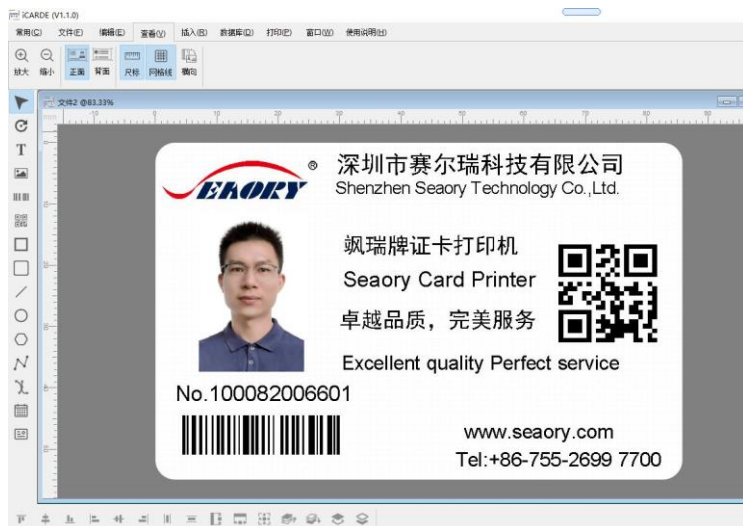 iCARDE (V1.1.0)
常用(C) 文件(F) 编辑(E) 查看(V) 插入(R) 数据库(D) 打印(P) 窗口(W) 使用说明(H)
放大 缩小 正面 背面 尺标 网格线 横向
文件2 @83.33%
SEAORY ®
深圳市赛尔瑞科技有限公司
Shenzhen Seaory Technology Co.,Ltd.
飒瑞牌证卡打印机
Seaory Card Printer
卓越品质，完美服务
Excellent quality Perfect service
No.100082006601
www.seaory.com
Tel:+86-755-2699 7700